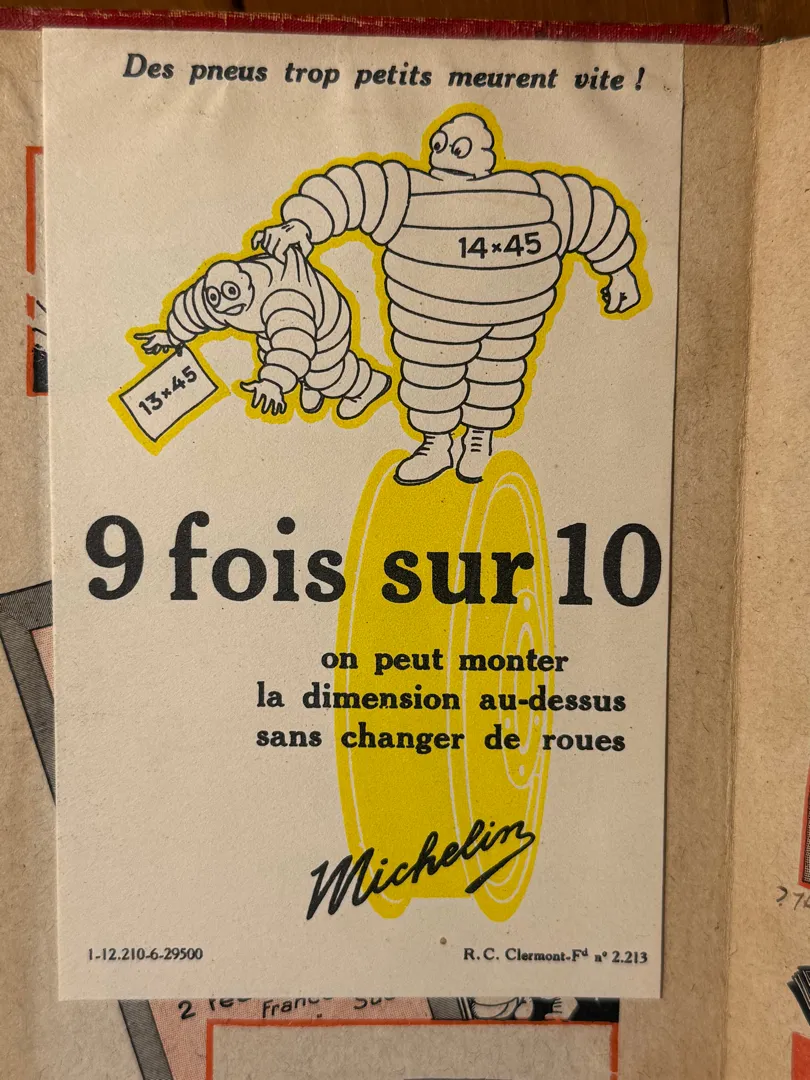 Des pneus trop petits meurent vite !
14×45
13×45
9 fois sur 10
on peut monter
la dimension au-dessus
sans changer de roues
Michelin
1-12.210-6-29500
R.C. Clermont-Fd nº 2.213
2